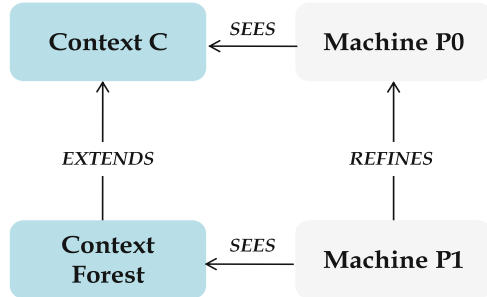 Context C
SEES
Machine P0
EXTENDS
REFINES
Context
Forest
SEES
Machine P1